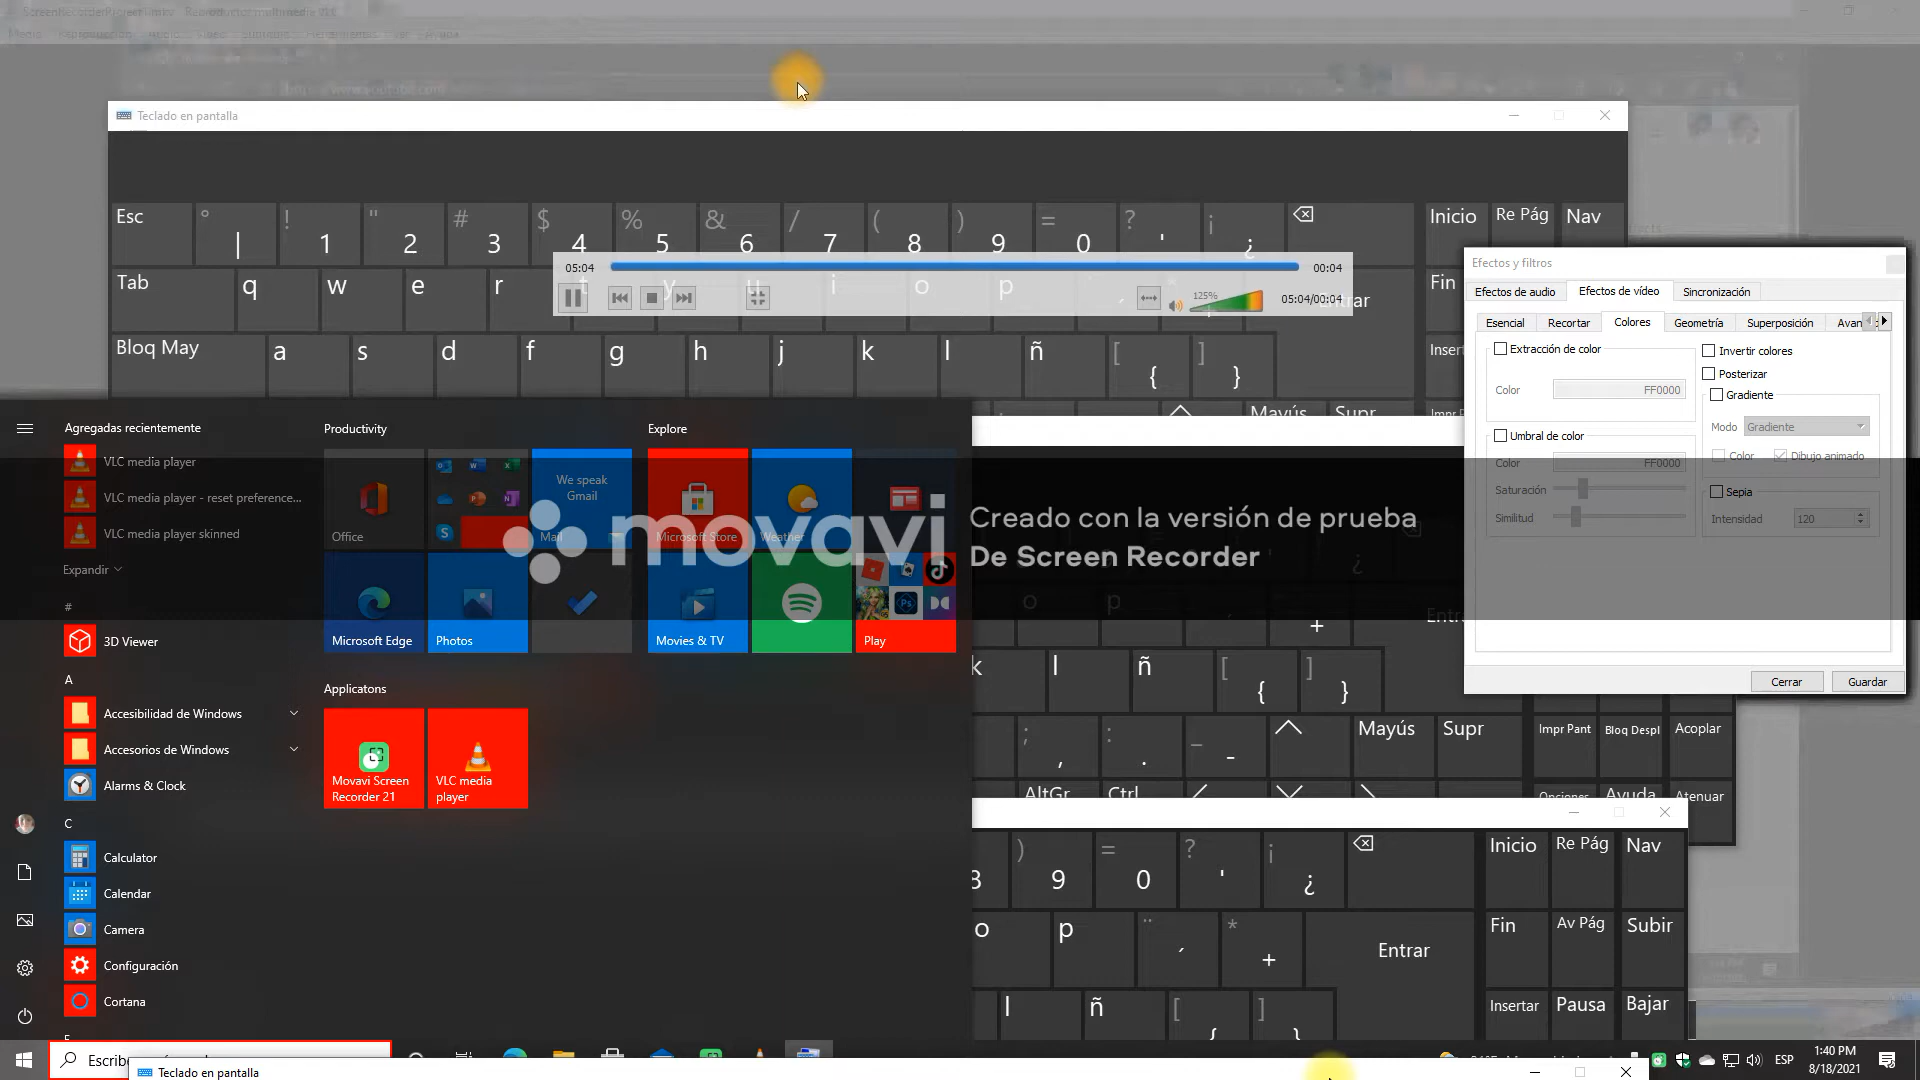 Teclado en pantalla
Esc ° | ! 1 " 2 # 3 $ 4 % 5 & 6 / 7 ( 8 ) 9 = 0 ? ' ¡ ¿ Inicio Re Pág Nav
Tab q w e r t y u i o p Entrar Fin
05:04 00:04
125% 05:04/00:04
Bloq May a s d f g h j k l ñ [ { ] }
Mayús Supr
Efectos y filtros
Efectos de audio Efectos de vídeo Sincronización
Esencial Recortar Colores Geometría Superposición
Extracción de color
Color FF0000
Umbral de color
Color FF0000
Saturación
Similitud
Invertir colores
Posterizar
Gradiente
Modo Gradiente
Color Dibujo animado
Sepia
Intensidad 120
Cerrar Guardar
Agregadas recientemente
VLC media player
VLC media player - reset preference...
VLC media player skinned
Expandir
#
3D Viewer
A
Accesibilidad de Windows
Accesorios de Windows
Alarms & Clock
C
Calculator
Calendar
Camera
Configuración
Cortana
Productivity
Office
We speak
Gmail
Mail
Microsoft Edge
Photos
Explore
Microsoft Store
Weather
Movies & TV
Play
Applicatons
Movavi Screen
Recorder 21
VLC media
player
movavi
Creado con la versión de prueba
De Screen Recorder
o p + Entrar
k l ñ [ { ] }
; , : . _ - Mayús Supr Impr Pant Bloq Despl Acoplar
AltGr Ctrl Opciones Ayuda Atenuar
) 9 = 0 ? ' ¡ ¿ Inicio Re Pág Nav
o p ¨ ´ * + Entrar Fin Av Pág Subir
l ñ [ { ] } Insertar Pausa Bajar
ESP
1:40 PM
8/18/2021
Teclado en pantalla